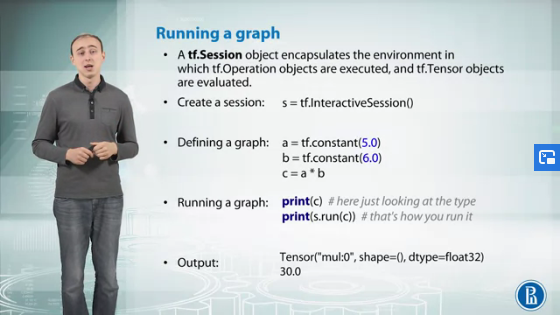 Running a graph
• A tf.Session object encapsulates the environment in
which tf.Operation objects are executed, and tf.Tensor objects
are evaluated.
• Create a session: s = tf.InteractiveSession()
• Defining a graph: a = tf.constant(5.0)
b = tf.constant(6.0)
c = a * b
• Running a graph: print(c) # here just looking at the type
print(s.run(c)) # that's how you run it
• Output: Tensor("mul:0", shape=(), dtype=float32)
30.0